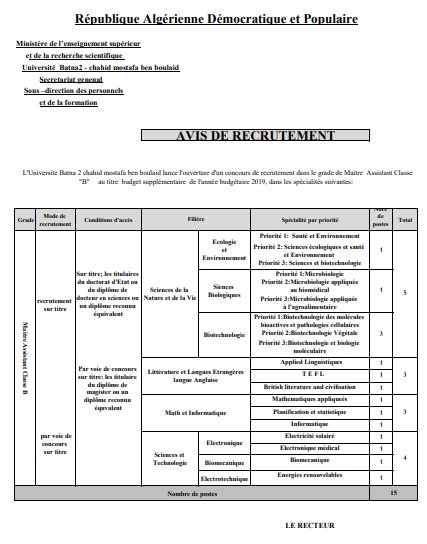 République Algérienne Démocratique et Populaire
Ministère de l'enseignement supérieur
et de la recherche scientifique
Université Batna2 - chahid mostafa ben boulaid
Secretariat general
Sous –direction des personnels
et de la formation
AVIS DE RECRUTEMENT
L'Universite Batna 2 chahid mostafa ben boulaid lance l'ouverture d'un concours de recrutement dans le grade de Maitre Assistant Classe
"B" au titre budget supplémentaire de l'année budgétaire 2019, dans les spécialités suivantes:
Grade
Mode de
recrutement
Conditions d'accès
Filière
Spécialité par priorité
de
postes
Total
Maitre Assistant Classe B
recrutement
sur titre
Sur titre; les titulaires
du doctorat d'Etat ou
du diplôme de
docteur en sciences ou
un diplôme reconnu
équivalent
Sciences de la
Nature et de la Vie
Ecologie
et
Environnement
Priorité 1: Santé et Environnement
Priorité 2: Sciences écologiques et santé
et Environnement
Priorité 3: Sciences et biotechnologie
1
5
Siences
Biologiques
Priorité 1:Microbiologie
Priorité 2:Microbiologie appliquée
au biomédical
Priorité 3:Microbiologie appliquée
à l'agroalimentaire
1
Biotechnologie
Priorité 1:Biotechnologie des molécules
bioactives et pathologies cellulaires
Priorité 2:Biotechnologie Végétale
Priorité 3:Biotechnologie et biologie
moléculaire
3
par voie de
concours
sur titre
Par voie de concours
sur titre: les titulaire
du diplôme de
magister ou un
diplôme reconnu
équvalent
Littérature et Langues Etrangères
langue Anglaise
Applied Linguistics
1
3
T E F L
1
British literature and civilisation
1
Math et Informatique
Mathematiques appliqués
1
3
Planification et statistique
1
Informatique
1
Sciences et
Technologie
Electronique
Electricité solaire
1
4
Electronique médical
1
Biomecanique
Biomecanique
1
Electrotechnique
Energies renouvelables
1
Nombre de postes
15
LE RECTEUR